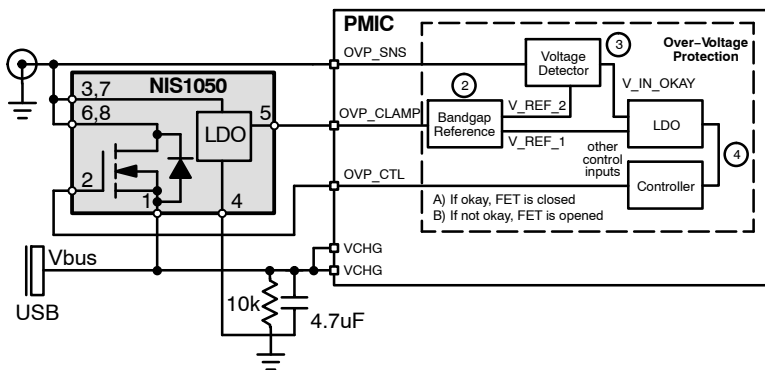 PMIC
OVP_SNS
Over–Voltage
Protection
Voltage
Detector
3
NIS1050
3,7
6,8
5
LDO
2
1
4
OVP_CLAMP
2
Bandgap
Reference
V_REF_2
V_REF_1
V_IN_OKAY
LDO
other
control
inputs
4
OVP_CTL
Controller
A) If okay, FET is closed
B) If not okay, FET is opened
VCHG
VCHG
Vbus
USB
10k
4.7uF